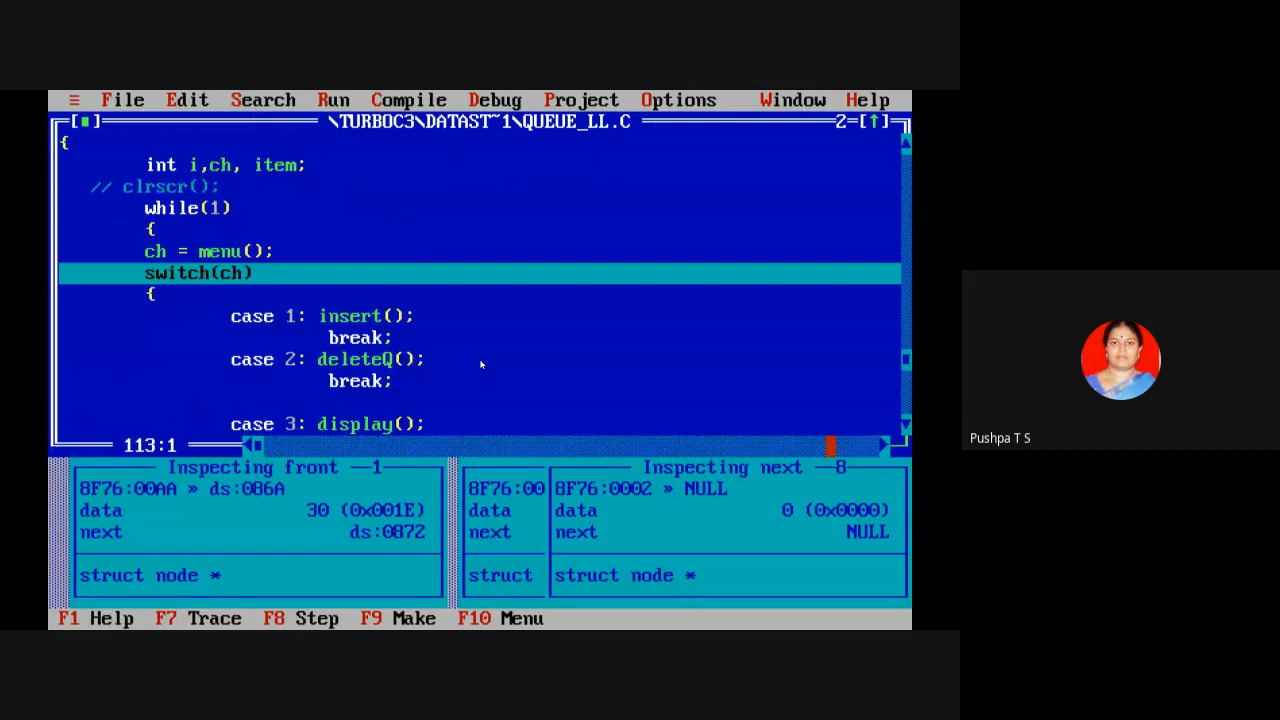 ≡ File Edit Search Run Compile Debug Project Options Window Help
[■] \TURBOC3\DATAST~1\QUEUE_LL.C 2=[↑]
{
int i,ch, item;
// clrscr();
while(1)
{
ch = menu();
switch(ch)
{
case 1: insert();
break;
case 2: deleteQ();
break;
case 3: display();
113:1
Inspecting front 1
8F76:00AA » ds:086A
data 30 (0x001E)
next ds:0872
struct node *
8F76:00
data
next
struct
Inspecting next 8
8F76:0002 » NULL
data 0 (0x0000)
next NULL
struct node *
F1 Help F7 Trace F8 Step F9 Make F10 Menu
Pushpa T S